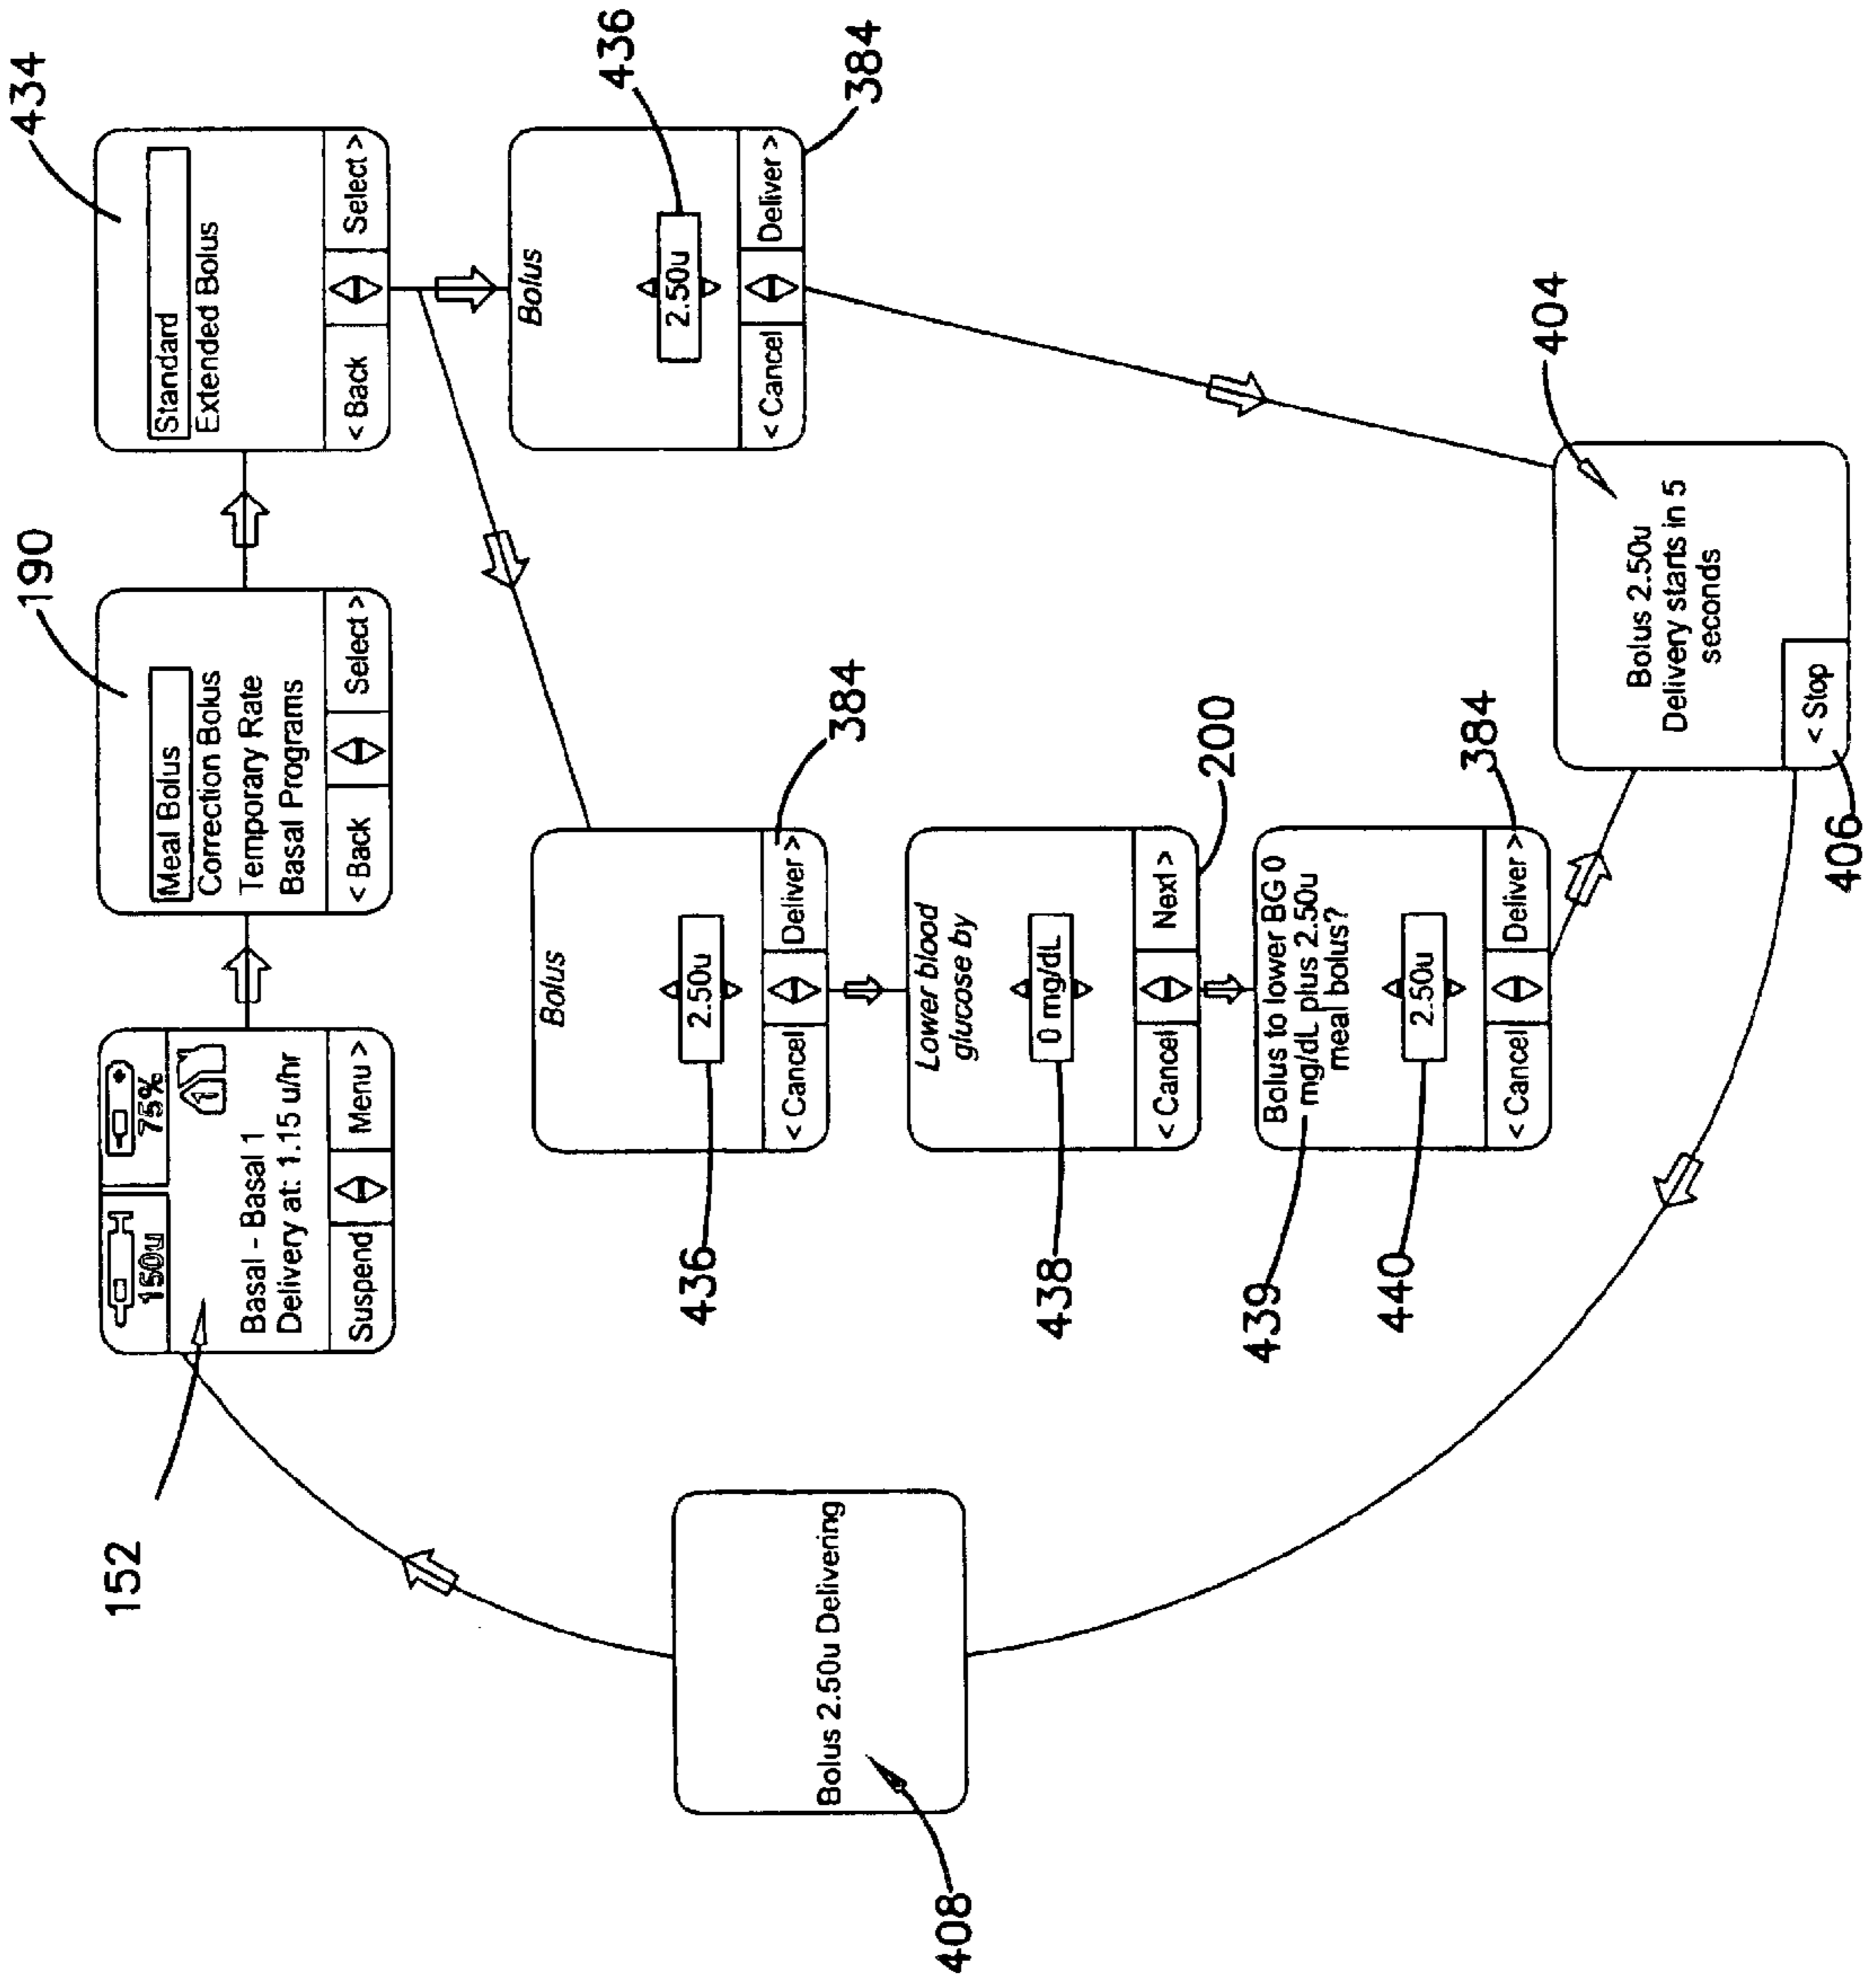 150u
75%
1
Basal - Basal 1
Delivery at: 1.15 u/hr
Suspend
Menu >
152
Meal Bolus
Correction Bolus
Temporary Rate
Basal Programs
< Back
Select >
190
Standard
Extended Bolus
< Back
Select >
434
Bolus
2.50u
< Cancel
Deliver >
436
384
Bolus
2.50u
< Cancel
Deliver >
436
384
Lower blood
glucose by
0 mg/dL
< Cancel
Next >
438
200
Bolus to lower BG 0
mg/dL plus 2.50u
meal bolus?
2.50u
< Cancel
Deliver >
439
440
384
Bolus 2.50u
Delivery starts in 5
seconds
< Stop
404
406
Bolus 2.50u Delivering
408